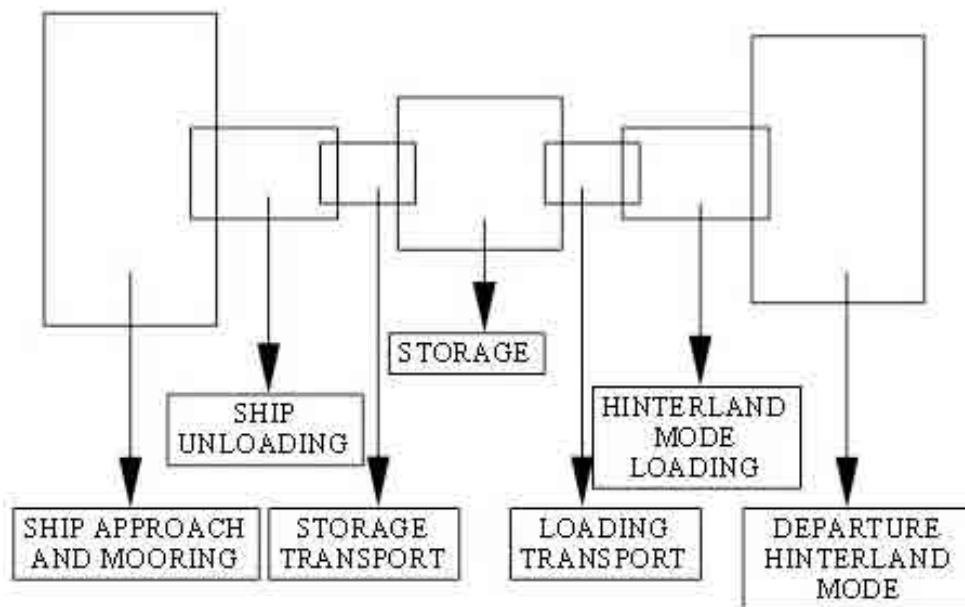 STORAGE
SHIP
UNLOADING
HINTERLAND
MODE
LOADING
SHIP APPROACH
AND MOORING
STORAGE
TRANSPORT
LOADING
TRANSPORT
DEPARTURE
HINTERLAND
MODE